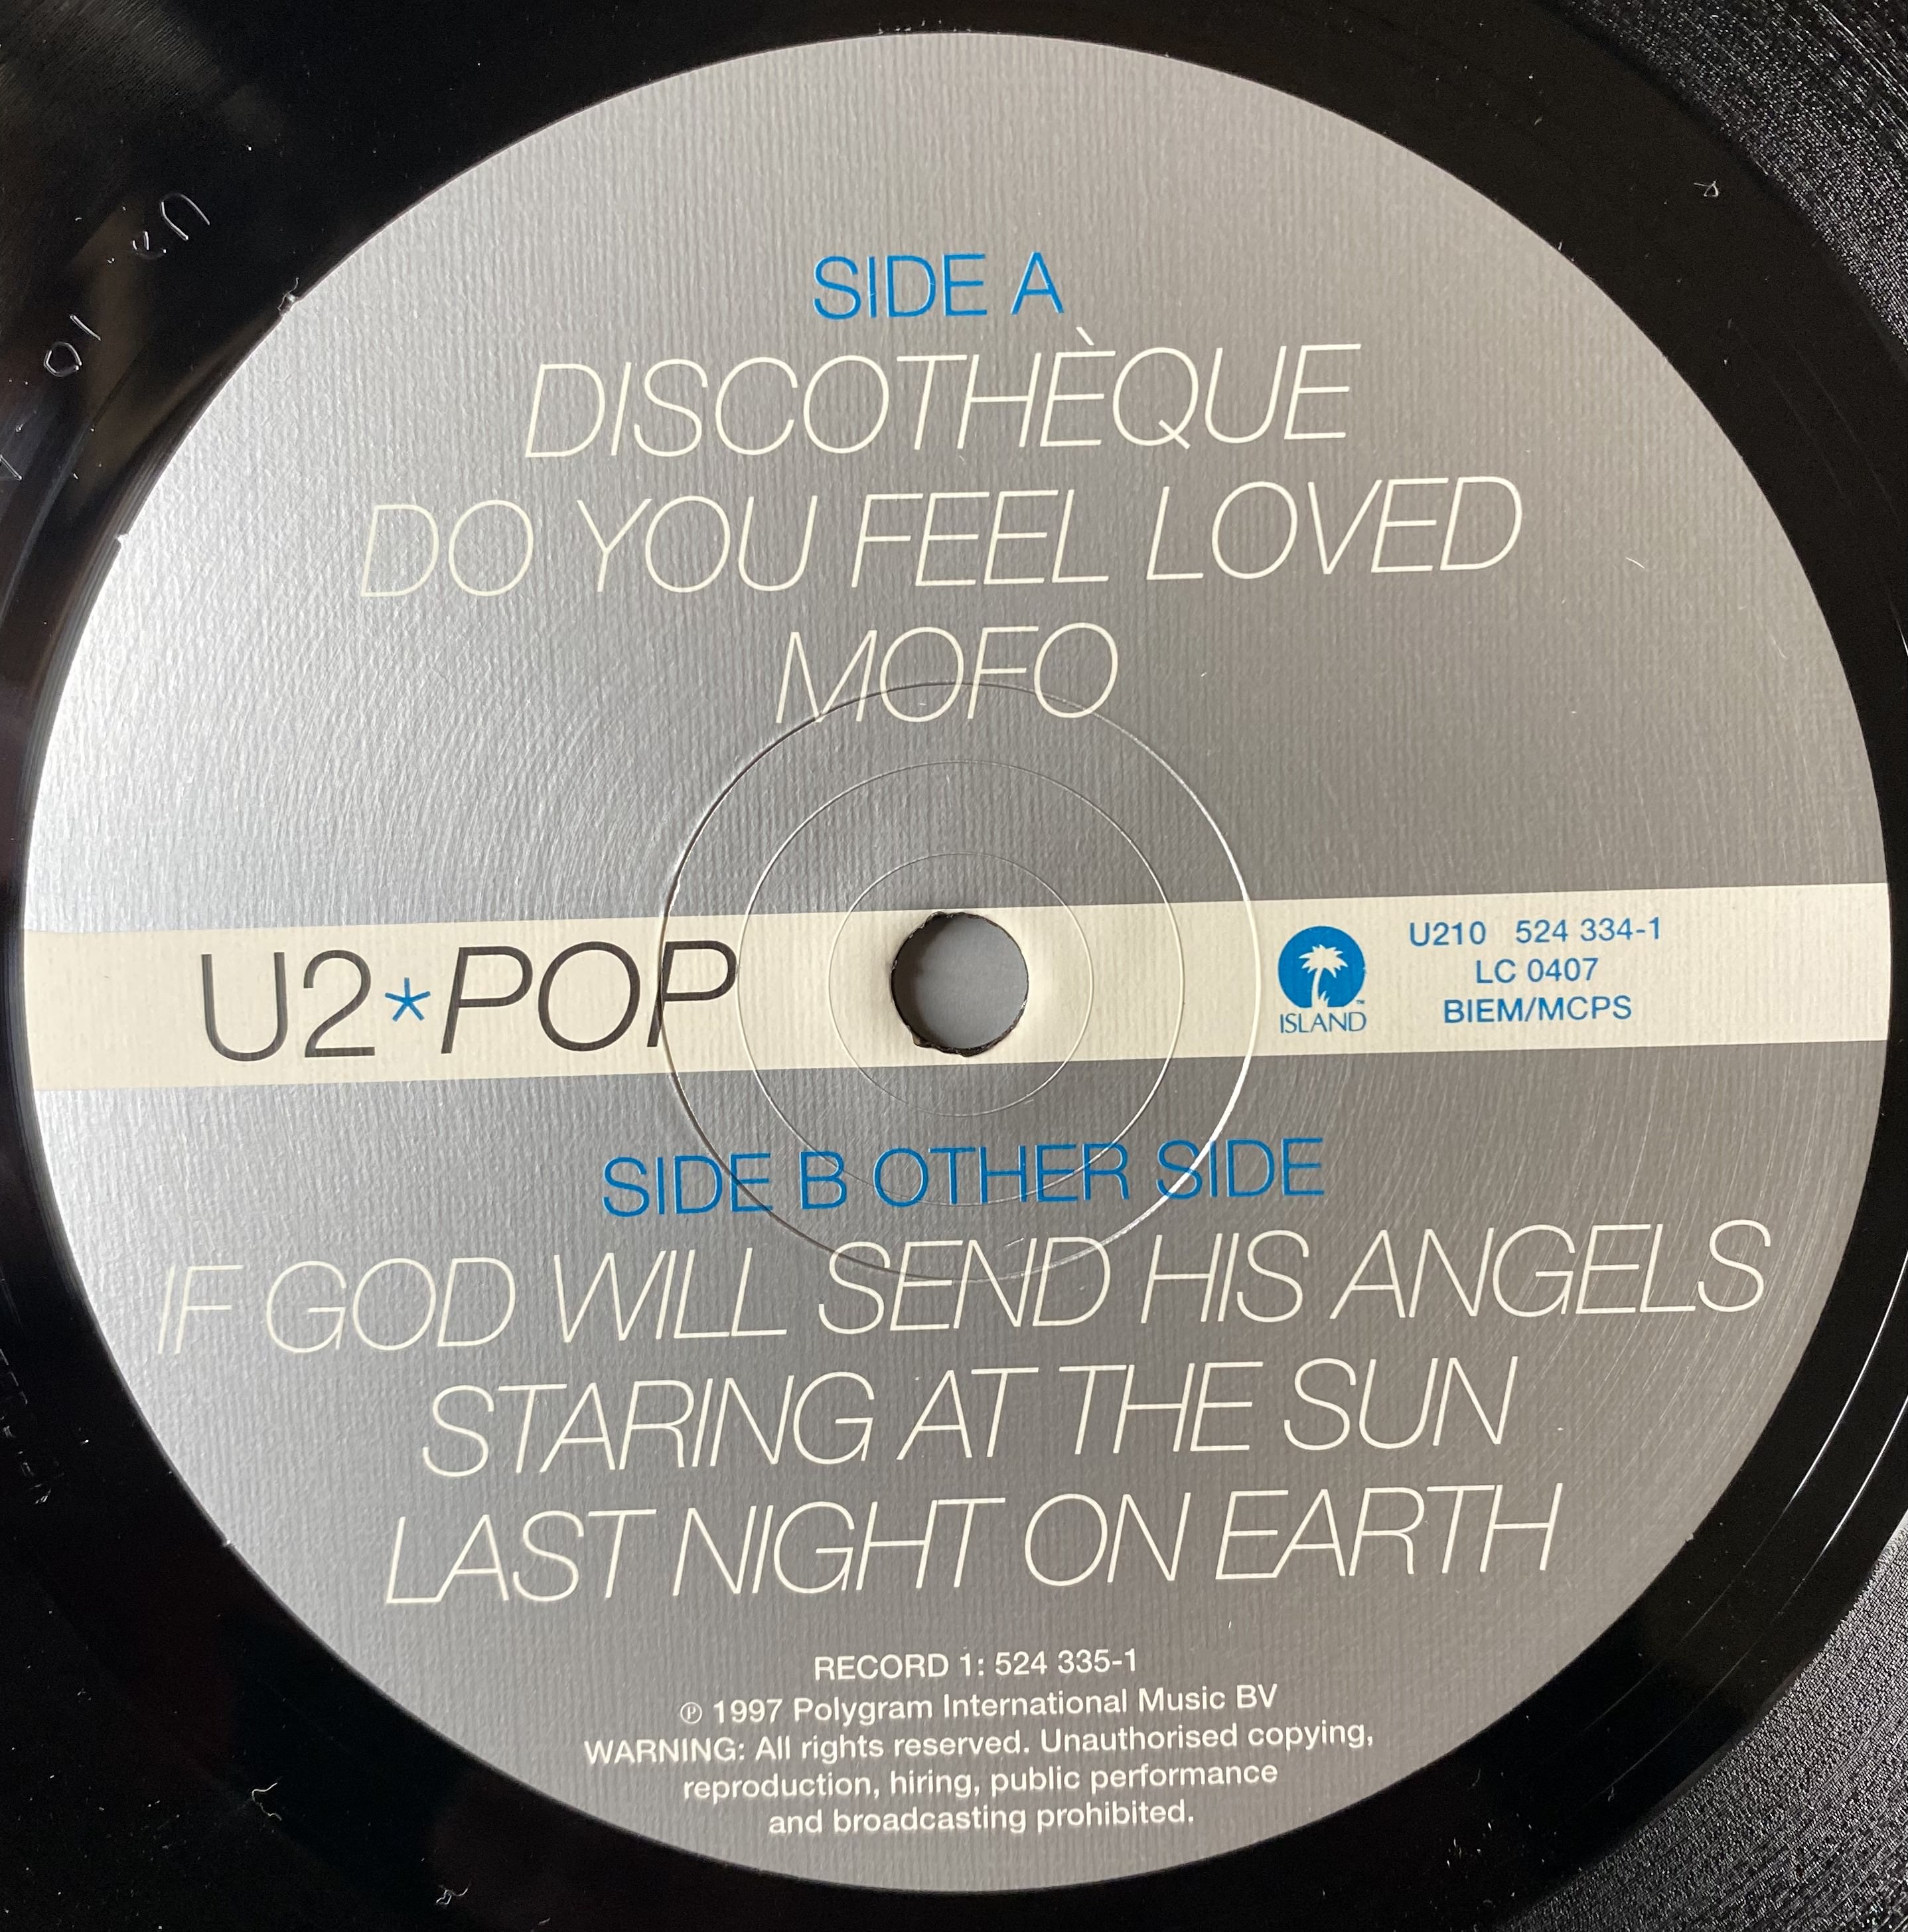 SIDE A
DISCOTHÈQUE
DO YOU FEEL LOVED
MOFO
U2*POP
ISLAND
U210 524 334-1
LC 0407
BIEM/MCPS
SIDE B OTHER SIDE
IF GOD WILL SEND HIS ANGELS
STARING AT THE SUN
LAST NIGHT ON EARTH
RECORD 1: 524 335-1
℗ 1997 Polygram International Music BV
WARNING: All rights reserved. Unauthorised copying,
reproduction, hiring, public performance
and broadcasting prohibited.